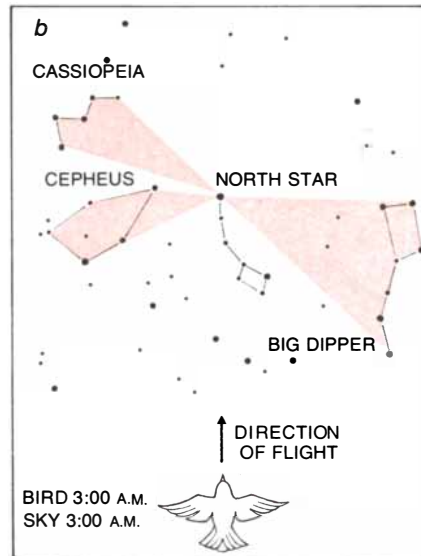 b
CASSIOPEIA
CEPHEUS
NORTH STAR
BIG DIPPER
DIRECTION
OF FLIGHT
BIRD 3:00 A.M.
SKY 3:00 A.M.